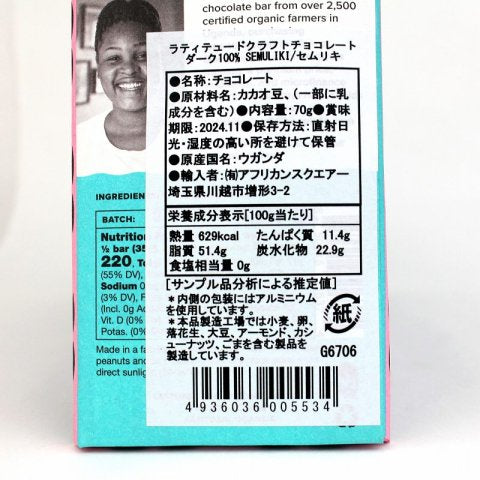 chocolate bar from over 2,500
certified organic farmers in
Uganda, purchasing
ラティテュードクラフトチョコレート
ダーク100% SEMULIKI/セムリキ
●名称:チョコレート
●原材料名:カカオ豆、(一部に乳
成分を含む)●内容量:70g●賞味
期限:2024.11●保存方法:直射日
光・湿度の高い所を避けて保管
●原産国名:ウガンダ
●輸入者:㈲アフリカンスクエアー
埼玉県川越市増形3-2
栄養成分表示[100g当たり]
熱量 629kcal たんぱく質 11.4g
脂質 51.4g 炭水化物 22.9g
食塩相当量 0g
[サンプル品分析による推定値]
*内側の包装にはアルミニウム
を使用しています。
*本品製造工場では小麦、卵、
落花生、大豆、アーモンド、カシ
ューナッツ、ごまを含む製品を
製造しています。
紙
G6706
4 936036 005534
INGREDIEN
BATCH:
Nutrition
½ bar (35
220, To
(55% DV),
Sodium 0
(3% DV), F
(Incl. 0g Ac
Vit. D (0%
Potas. (0%
Made in a fa
peanuts and
direct sunlig